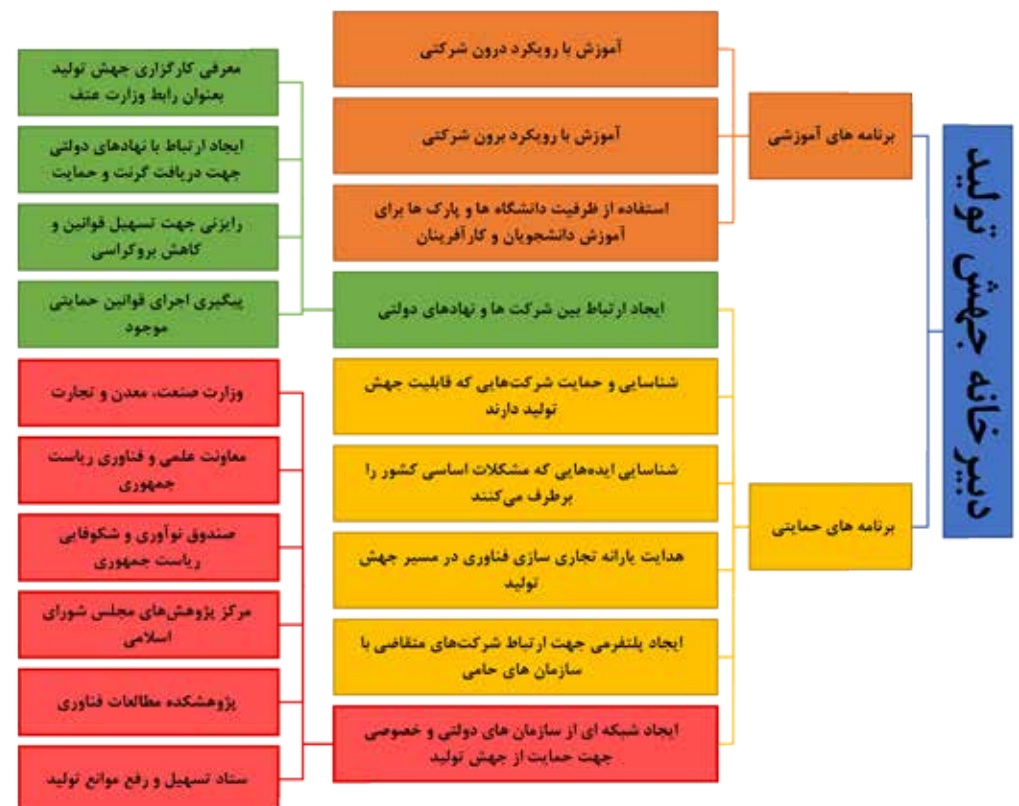 دبیرخانه جهش تولید
برنامه های آموزشی
آموزش با رویکرد درون شرکتی
آموزش با رویکرد برون شرکتی
استفاده از ظرفیت دانشگاه ها و پارک ها برای
آموزش دانشجویان و کارآفرینان
برنامه های حمایتی
ایجاد ارتباط بین شرکت ها و نهادهای دولتی
معرفی کارگزاری جهش تولید
بعنوان رابط وزارت عتف
ایجاد ارتباط با نهادهای دولتی
جهت دریافت گرنت و حمایت
رایزنی جهت تسهیل قوانین و
کاهش بروکراسی
پیگیری اجرای قوانین حمایتی
موجود
شناسایی و حمایت شرکت‌هایی که قابلیت جهش
تولید دارند
شناسایی ایده‌هایی که مشکلات اساسی کشور را
برطرف می‌کنند
هدایت یارانه تجاری سازی فناوری در مسیر جهش
تولید
ایجاد پلتفرمی جهت ارتباط شرکت‌های متقاضی با
سازمان های حامی
ایجاد شبکه ای از سازمان های دولتی و خصوصی
جهت حمایت از جهش تولید
وزارت صنعت، معدن و تجارت
معاونت علمی و فناوری ریاست
جمهوری
صندوق نوآوری و شکوفایی
ریاست جمهوری
مرکز پژوهش‌های مجلس شورای
اسلامی
پژوهشکده مطالعات فناوری
ستاد تسهیل و رفع موانع تولید